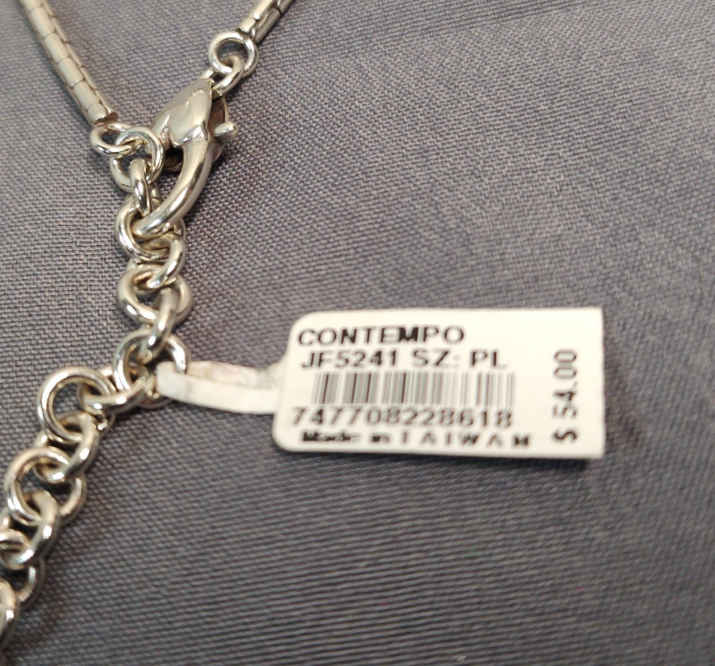 CONTEMPO
JF5241 SZ: PL
747708228618
Made in TAIWAN
$ 54.00